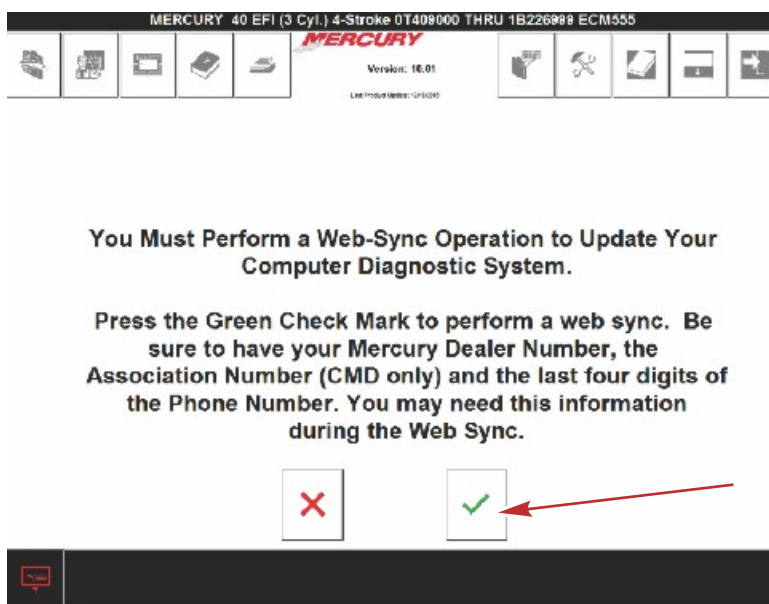 MERCURY 40 EFI (3 Cyl.) 4-Stroke 0T409000 THRU 1B226999 ECM555
MERCURY
Version: 10.01
Last Product Update:
You Must Perform a Web-Sync Operation to Update Your
Computer Diagnostic System.
Press the Green Check Mark to perform a web sync. Be
sure to have your Mercury Dealer Number, the
Association Number (CMD only) and the last four digits of
the Phone Number. You may need this information
during the Web Sync.